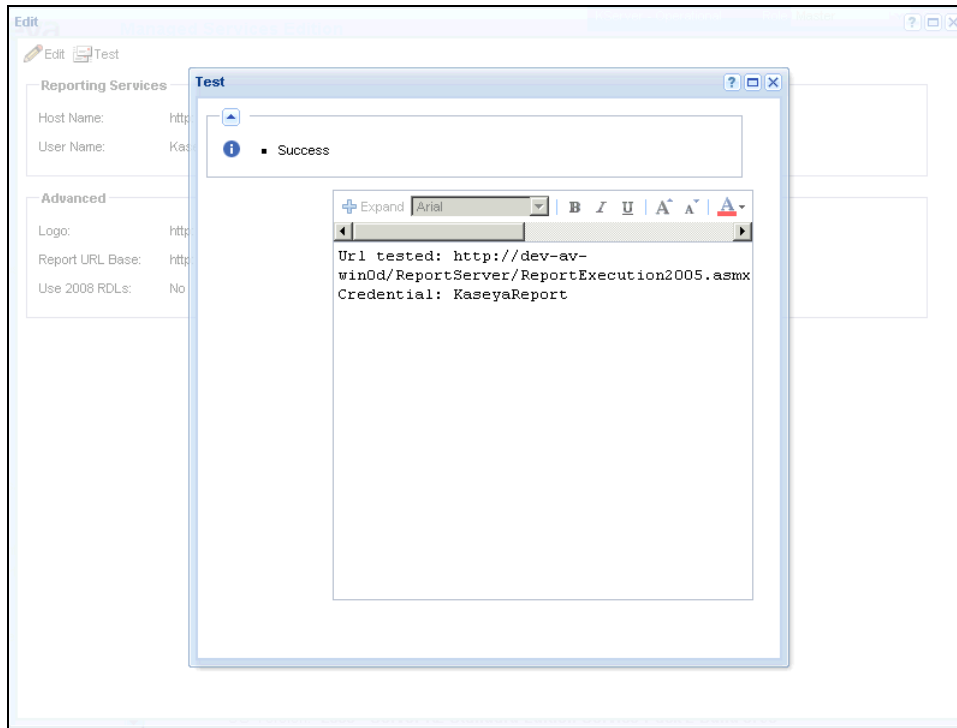 Edit
Edit Test
Reporting Services
Host Name: http
User Name: Kas
Advanced
Logo: http
Report URL Base: http
Use 2008 RDLs: No
Test
Success
Expand Arial B I U A A A
Url tested: http://dev-av-
win0d/ReportServer/ReportExecution2005.asmx
Credential: KaseyaReport